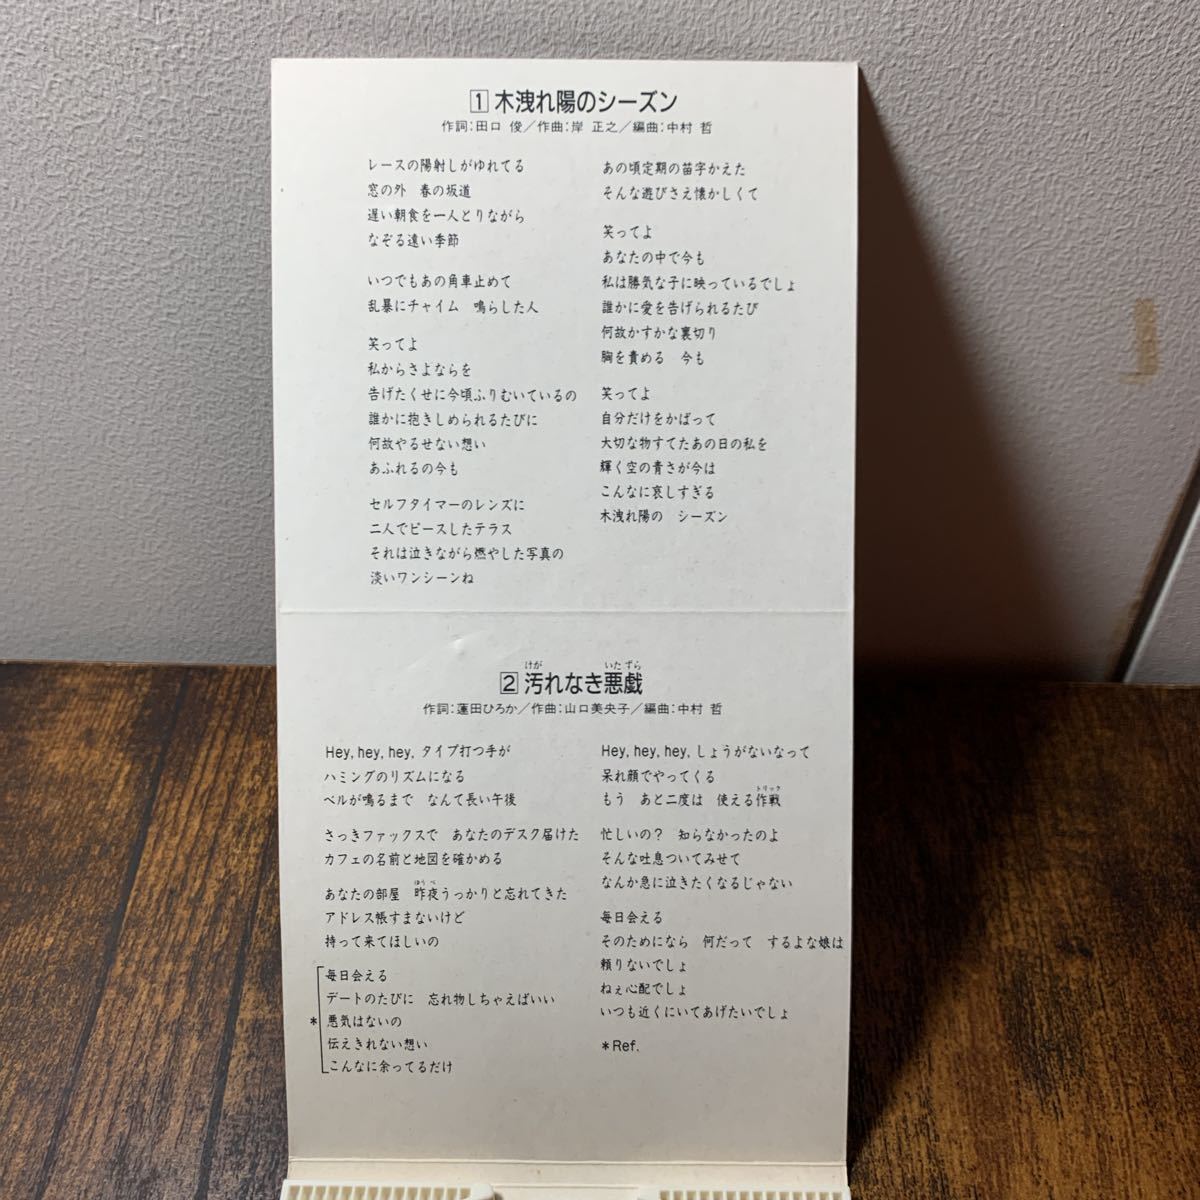 1 木洩れ陽のシーズン
作詞：田口 俊／作曲：岸 正之／編曲：中村 哲
レースの陽射しがゆれてる
窓の外　春の坂道
遅い朝食を一人とりながら
なぞる遠い季節
いつでもあの角車止めて
乱暴にチャイム　鳴らした人
笑ってよ
私からさよならを
告げたくせに今頃ふりむいているの
誰かに抱きしめられるたびに
何故やるせない想い
あふれるの今も
セルフタイマーのレンズに
二人でピースしたテラス
それは泣きながら燃やした写真の
淡いワンシーンね
あの頃定期の苗字かえた
そんな遊びさえ懐かしくて
笑ってよ
あなたの中で今も
私は勝気な子に映っているでしょ
誰かに愛を告げられるたび
何故かすかな裏切り
胸を責める　今も
笑ってよ
自分だけをかばって
大切な物すてたあの日の私を
輝く空の青さが今は
こんなに哀しすぎる
木洩れ陽の　シーズン
けが　いたずら
2 汚れなき悪戯
作詞：蓮田ひろか／作曲：山口美央子／編曲：中村 哲
Hey, hey, hey, タイプ打つ手が
ハミングのリズムになる
ベルが鳴るまで　なんて長い午後
さっきファックスで　あなたのデスク届けた
カフェの名前と地図を確かめる
ゆうべ
あなたの部屋　昨夜うっかりと忘れてきた
アドレス帳すまないけど
持って来てほしいの
毎日会える
デートのたびに　忘れ物しちゃえばいい
* 悪気はないの
伝えきれない想い
こんなに余ってるだけ
Hey, hey, hey, しょうがないなって
呆れ顔でやってくる
トリック
もう　あと二度は　使える作戦
忙しいの？　知らなかったのよ
そんな吐息ついてみせて
なんか急に泣きたくなるじゃない
毎日会える
そのためになら　何だって　するよな娘は
頼りないでしょ
ねぇ心配でしょ
いつも近くにいてあげたいでしょ
*Ref.